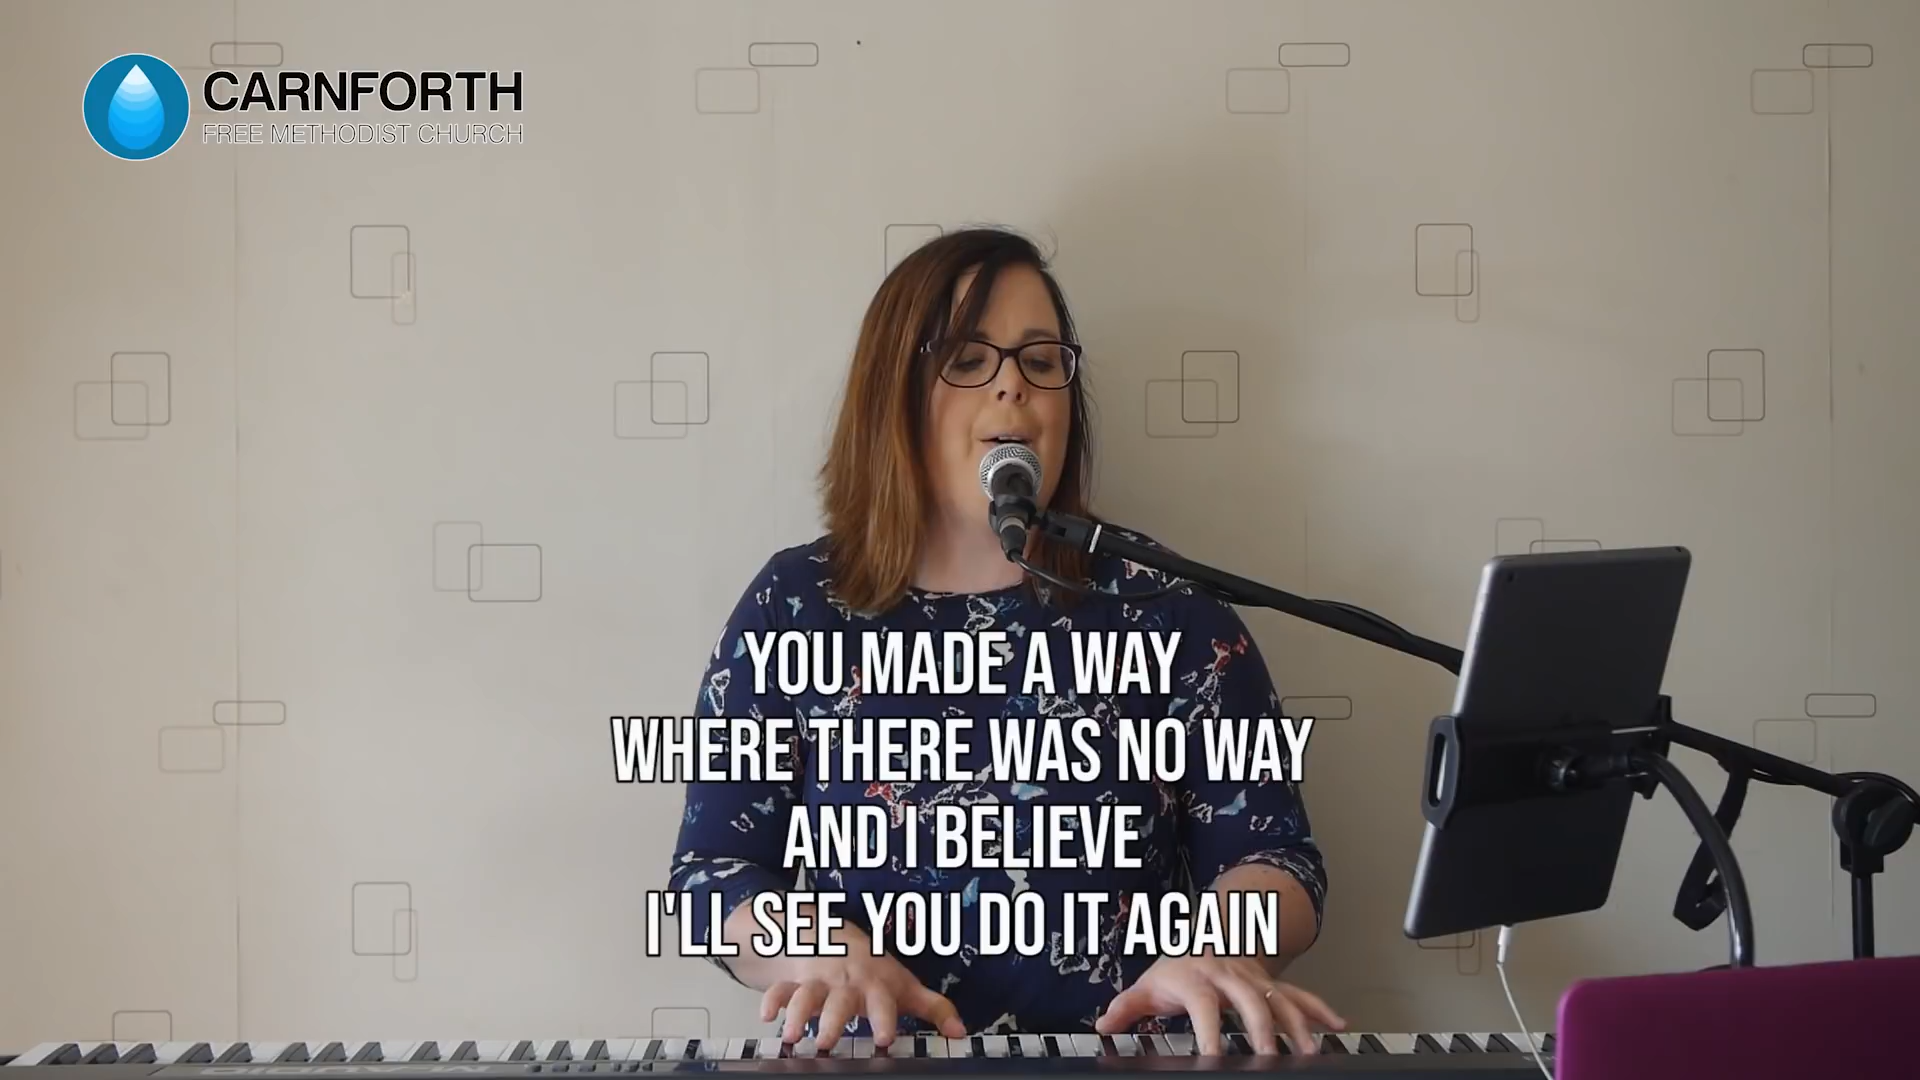 CARNFORTH
FREE METHODIST CHURCH
YOU MADE A WAY
WHERE THERE WAS NO WAY
AND I BELIEVE
I'LL SEE YOU DO IT AGAIN
M-AUDIO